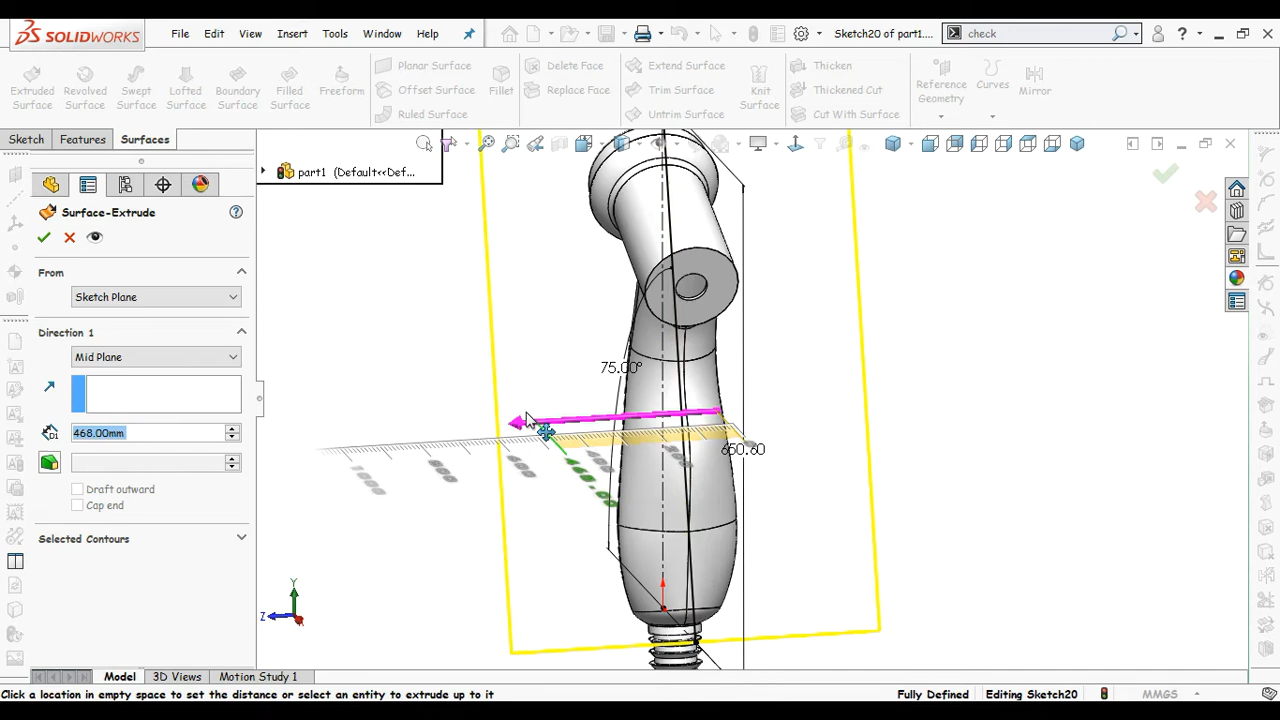 SOLIDWORKS
File Edit View Insert Tools Window Help
Sketch20 of part1....
check
?
Extruded Surface
Revolved Surface
Swept Surface
Lofted Surface
Boundary Surface
Filled Surface
Freeform
Planar Surface
Offset Surface
Ruled Surface
Fillet
Delete Face
Replace Face
Extend Surface
Trim Surface
Untrim Surface
Knit Surface
Thicken
Thickened Cut
Cut With Surface
Reference Geometry
Curves
Mirror
Sketch Features Surfaces
part1 (Default<<Def...
Surface-Extrude
?
From
Sketch Plane
Direction 1
Mid Plane
D1
468.00mm
Draft outward
Cap end
Selected Contours
75.00°
650.60
Y
Z
Model 3D Views Motion Study 1
Click a location in empty space to set the distance or select an entity to extrude up to it
Fully Defined
Editing Sketch20
MMGS